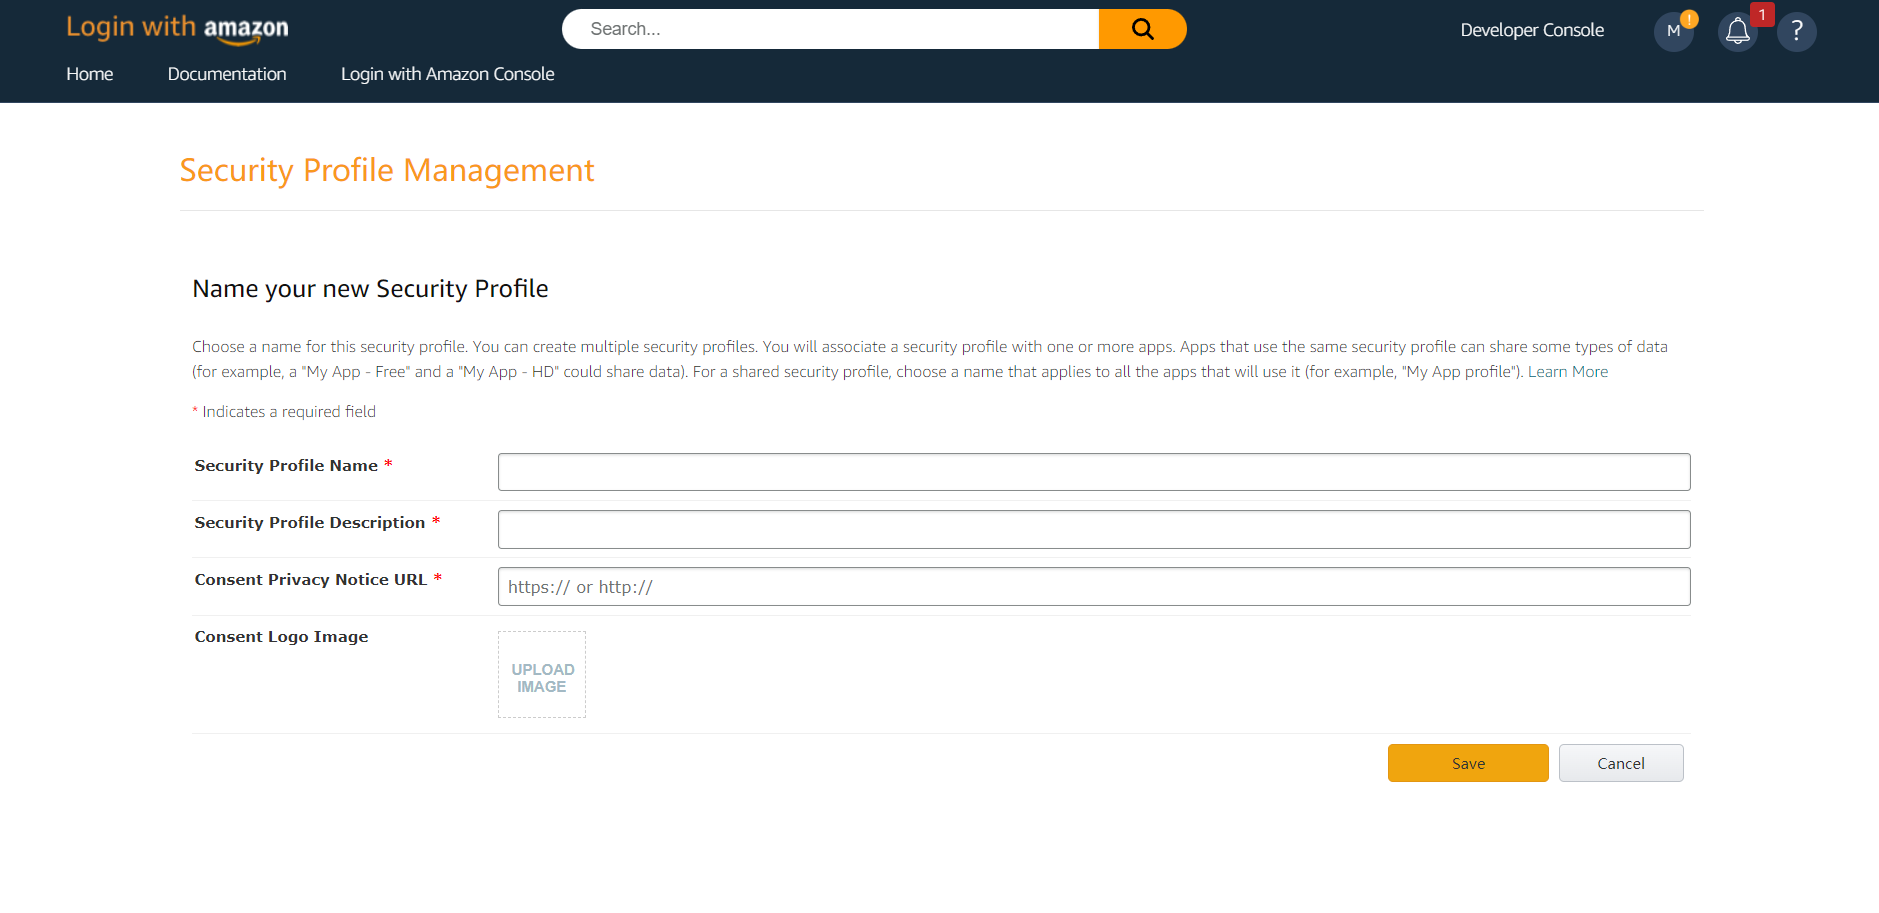 Login with amazon
Search...
Developer Console
M
!
1
?
Home
Documentation
Login with Amazon Console
Security Profile Management
Name your new Security Profile
Choose a name for this security profile. You can create multiple security profiles. You will associate a security profile with one or more apps. Apps that use the same security profile can share some types of data
(for example, a "My App - Free" and a "My App - HD" could share data). For a shared security profile, choose a name that applies to all the apps that will use it (for example, "My App profile"). Learn More
* Indicates a required field
Security Profile Name *
Security Profile Description *
Consent Privacy Notice URL *
https:// or http://
Consent Logo Image
UPLOAD
IMAGE
Save
Cancel